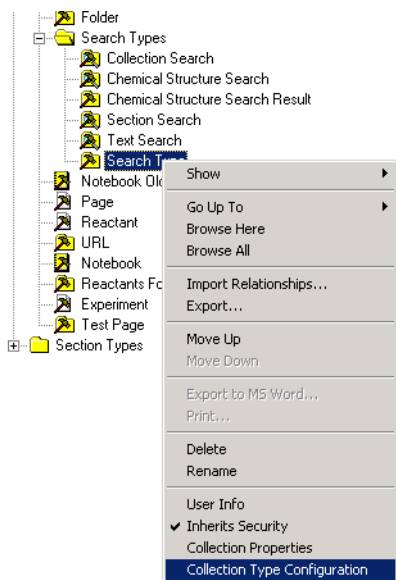 Folder
Search Types
Collection Search
Chemical Structure Search
Chemical Structure Search Result
Section Search
Text Search
Search Type
Notebook Old
Page
Reactant
URL
Notebook
Reactants Fo
Experiment
Test Page
Section Types
Show
Go Up To
Browse Here
Browse All
Import Relationships...
Export...
Move Up
Move Down
Export to MS Word...
Print...
Delete
Rename
User Info
Inherits Security
Collection Properties
Collection Type Configuration